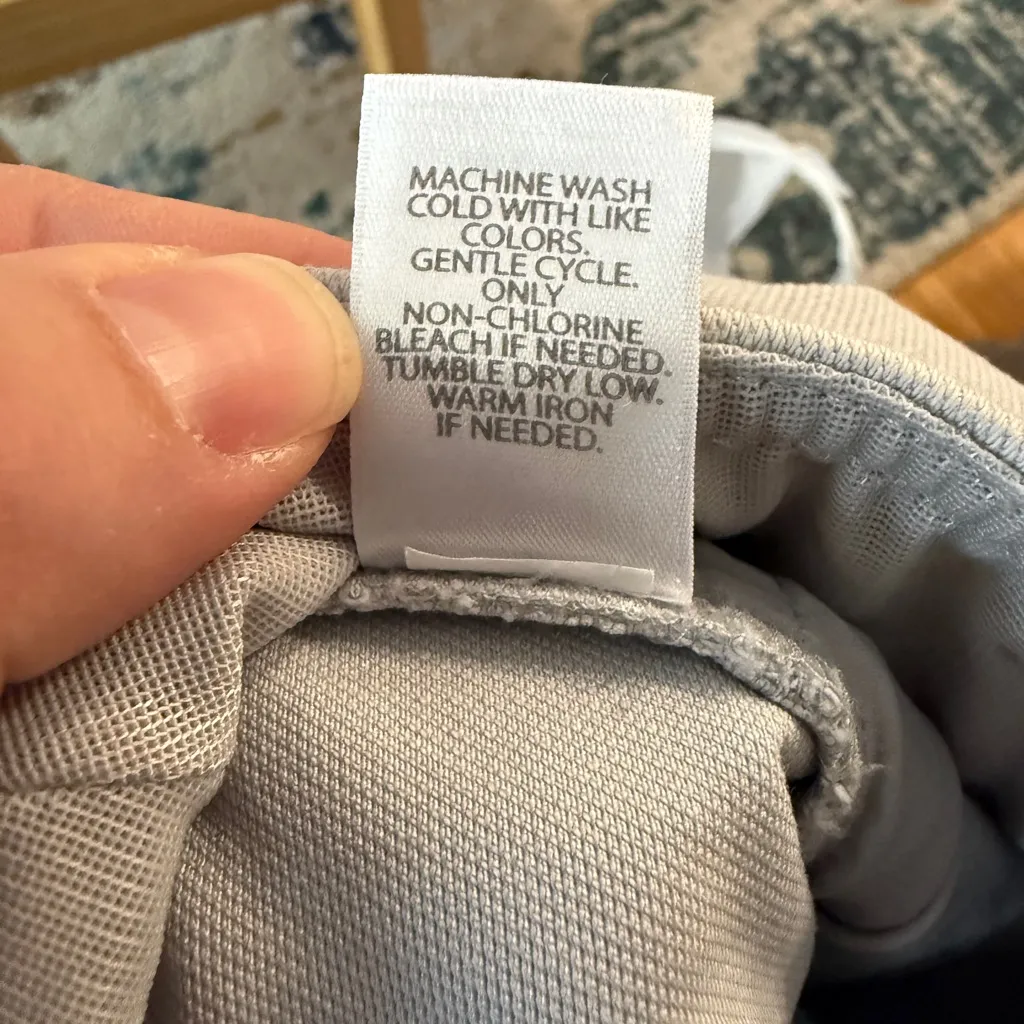 MACHINE WASH
COLD WITH LIKE
COLORS.
GENTLE CYCLE.
ONLY
NON-CHLORINE
BLEACH IF NEEDED.
TUMBLE DRY LOW.
WARM IRON
IF NEEDED.